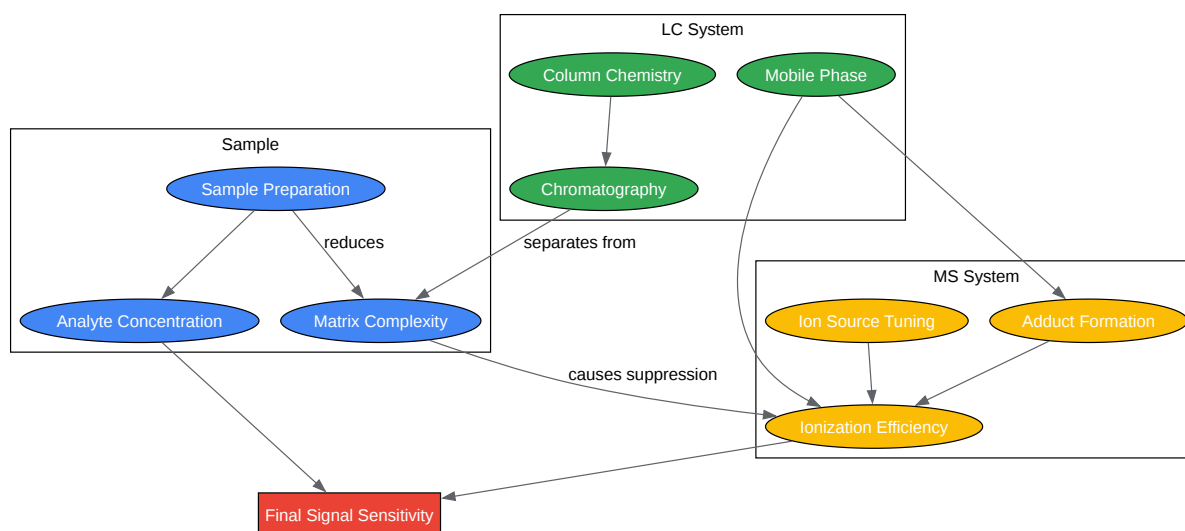 LC System
Column Chemistry
Mobile Phase
Sample
Sample Preparation
Chromatography
reduces
separates from
MS System
Analyte Concentration
Matrix Complexity
Ion Source Tuning
Adduct Formation
causes suppression
Ionization Efficiency
Final Signal Sensitivity